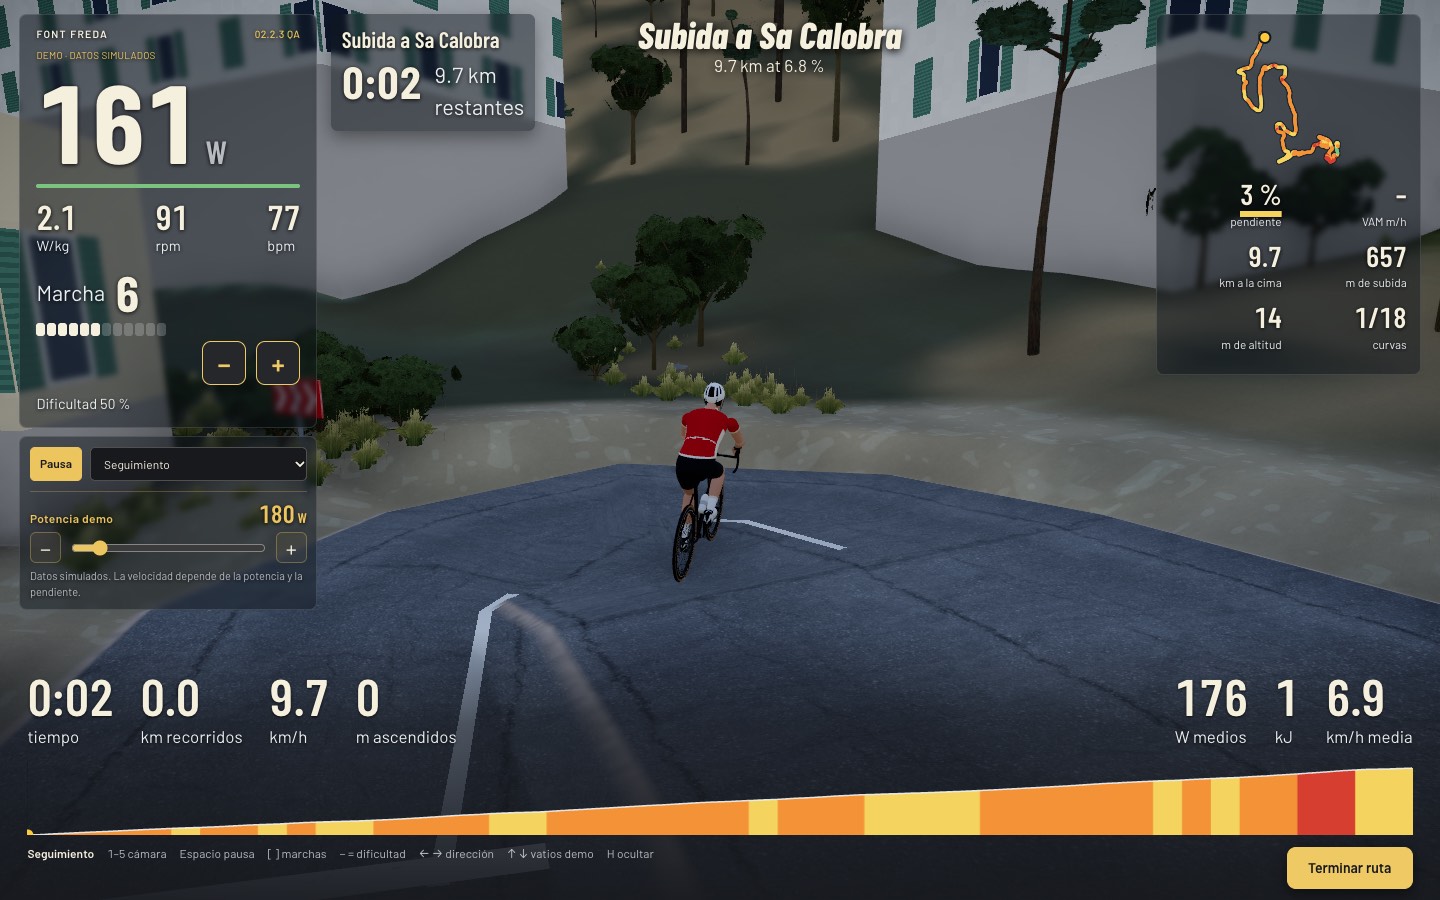 FONT FREDA
02.2.3 QA
DEMO · DATOS SIMULADOS
161 W
2.1
91
77
W/kg
rpm
bpm
Marcha 6
− +
Dificultad 50 %
Pausa
Seguimiento
Potencia demo
180 W
− +
Datos simulados. La velocidad depende de la potencia y la
pendiente.
Subida a Sa Calobra
0:02
9.7 km
restantes
Subida a Sa Calobra
9.7 km at 6.8 %
3 %
–
pendiente
VAM m/h
9.7
657
km a la cima
m de subida
14
1/18
m de altitud
curvas
0:02
0.0
9.7
0
tiempo
km recorridos
km/h
m ascendidos
176
1
6.9
W medios
kJ
km/h media
Seguimiento 1–5 cámara Espacio pausa [ ] marchas − = dificultad ← → dirección ↑ ↓ vatios demo H ocultar
Terminar ruta